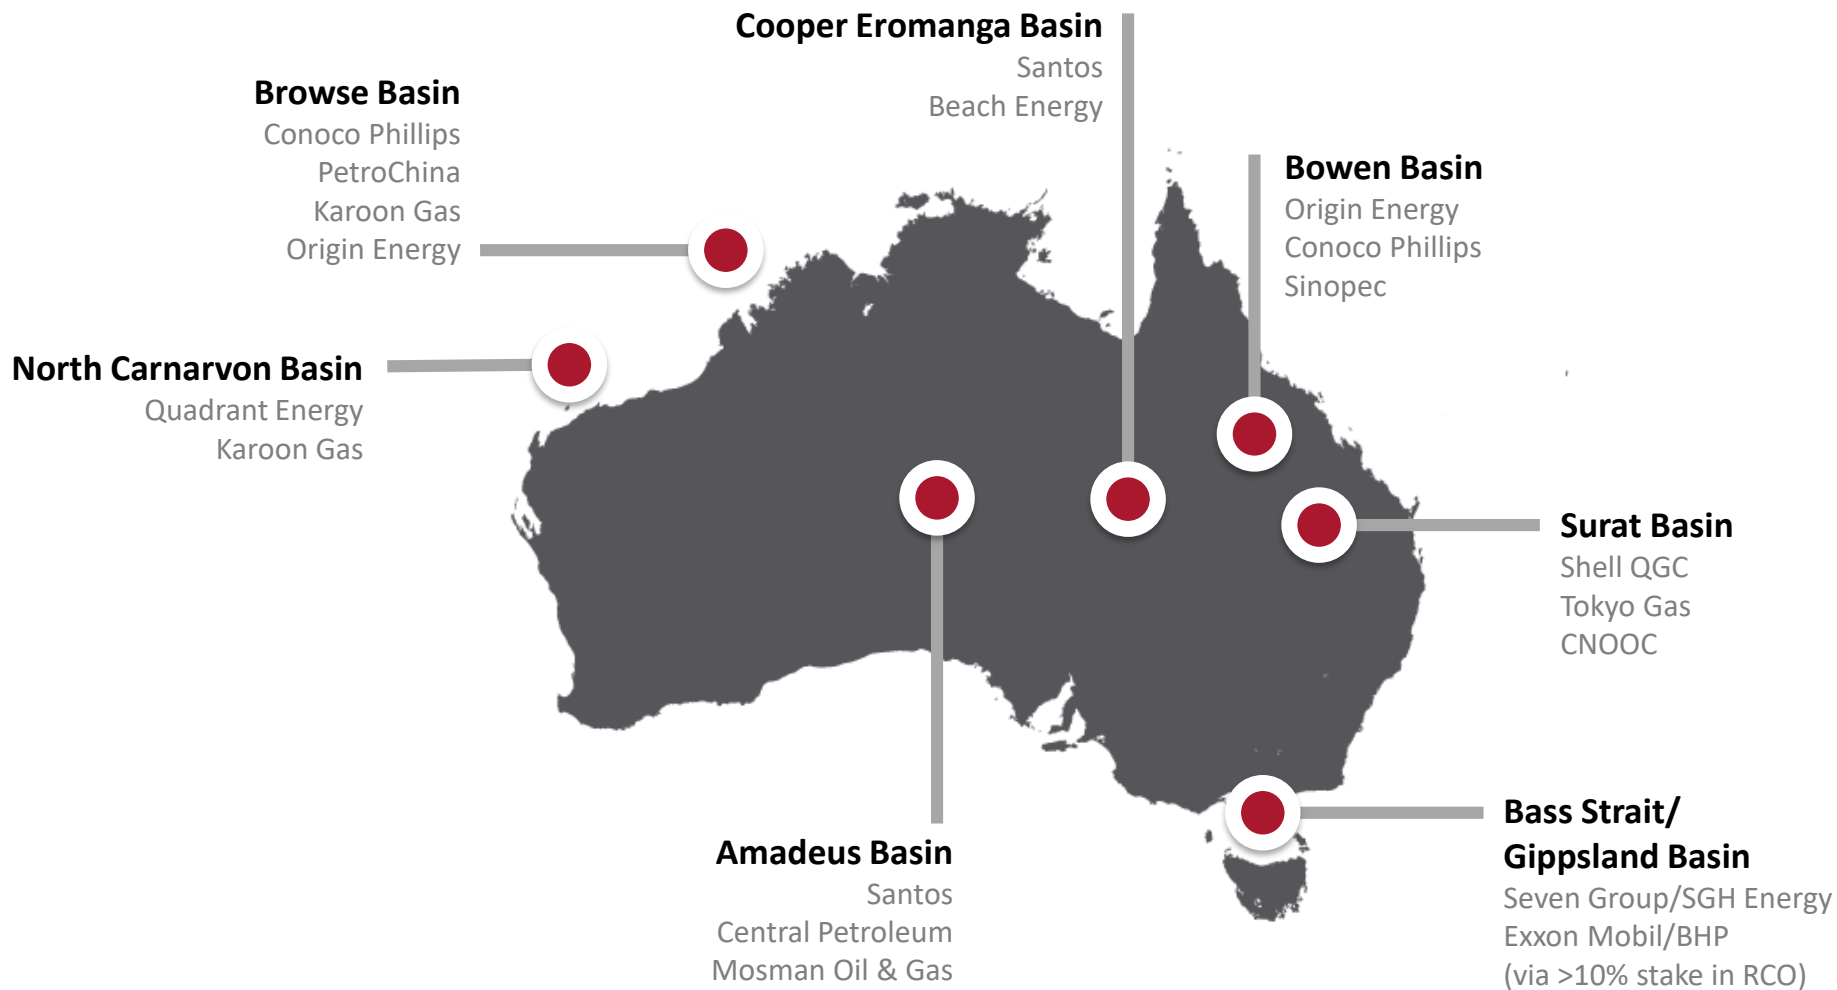 Cooper Eromanga Basin
Santos
Beach Energy
Browse Basin
Conoco Phillips
PetroChina
Karoon Gas
Origin Energy
Bowen Basin
Origin Energy
Conoco Phillips
Sinopec
North Carnarvon Basin
Quadrant Energy
Karoon Gas
Surat Basin
Shell QGC
Tokyo Gas
CNOOC
Amadeus Basin
Santos
Central Petroleum
Mosman Oil & Gas
Bass Strait/
Gippsland Basin
Seven Group/SGH Energy
Exxon Mobil/BHP
(via >10% stake in RCO)